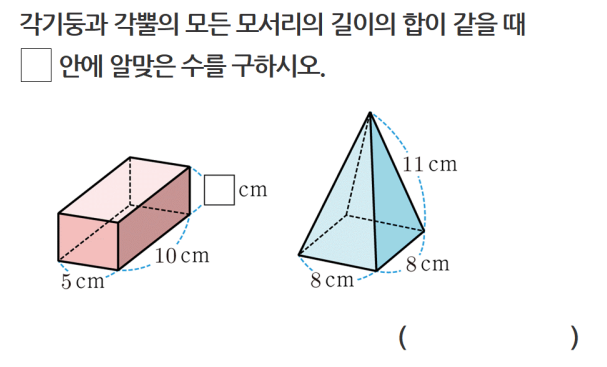 각기둥과 각뿔의 모든 모서리의 길이의 합이 같을 때
□ 안에 알맞은 수를 구하시오.
11 cm
□ cm
10 cm
8 cm
5 cm
8 cm
( )